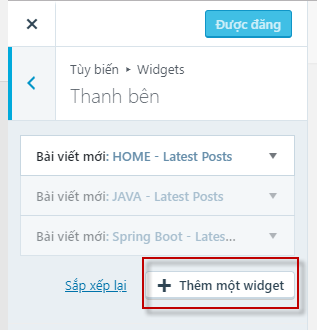 Được đăng
Tùy biến ▸ Widgets
Thanh bên
Bài viết mới: HOME - Latest Posts
Bài viết mới: JAVA - Latest Posts
Bài viết mới: Spring Boot - Lates...
Sắp xếp lại
Thêm một widget